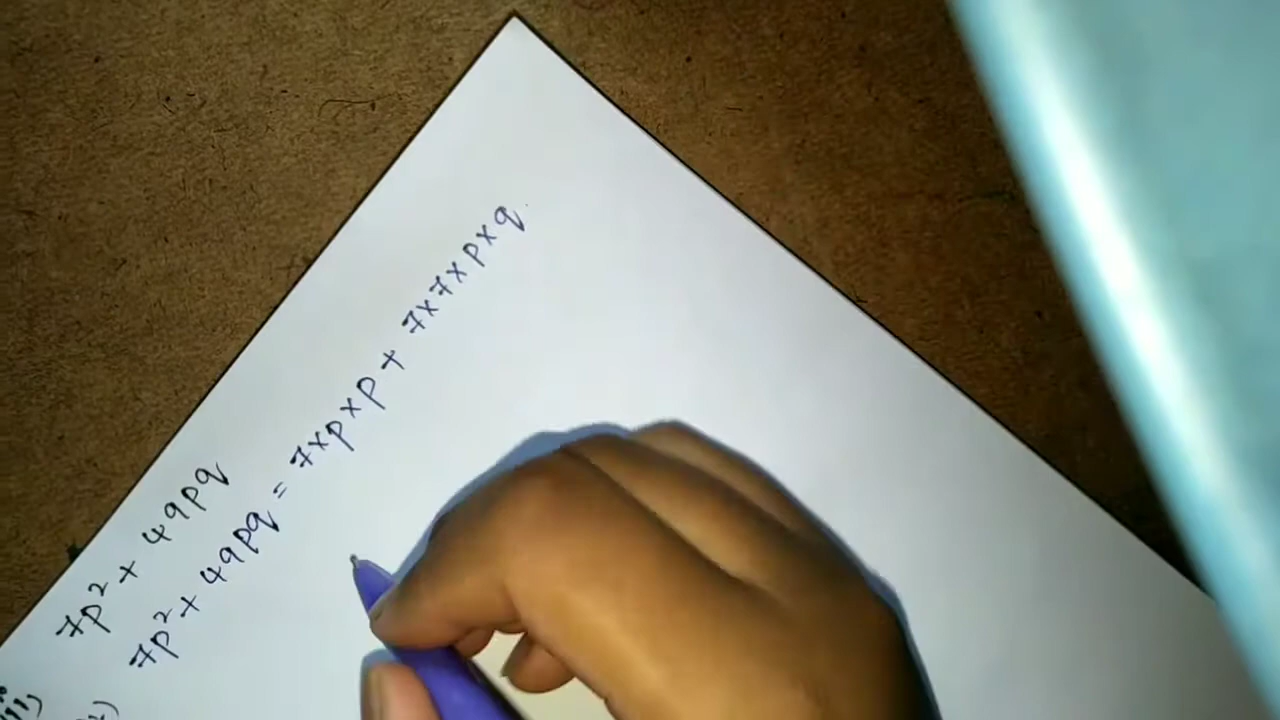 7p² + 49pq
7p² + 49pq = 7×p×p + 7×7×p×q